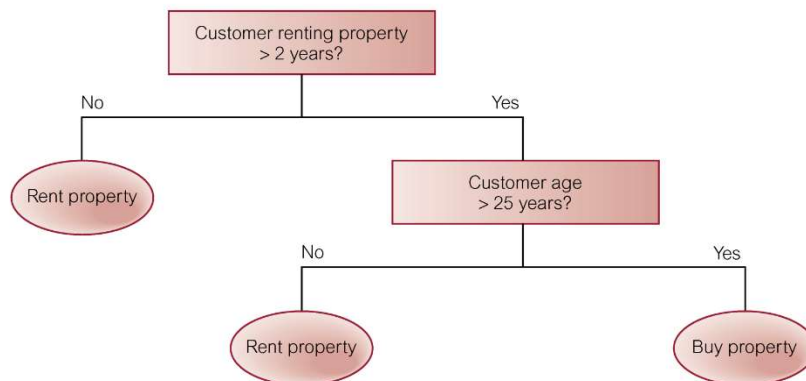 Customer renting property
> 2 years?
No
Yes
Rent property
Customer age
> 25 years?
No
Yes
Rent property
Buy property